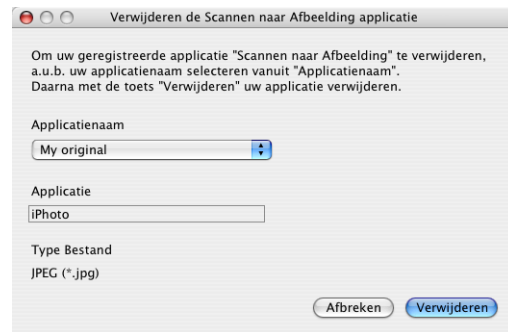 Verwijderen de Scannen naar Afbeelding applicatie
Om uw geregistreerde applicatie "Scannen naar Afbeelding" te verwijderen,
a.u.b. uw applicatienaam selecteren vanuit "Applicatienaam".
Daarna met de toets "Verwijderen" uw applicatie verwijderen.
Applicatienaam
My original
Applicatie
iPhoto
Type Bestand
JPEG (*.jpg)
Afbreken Verwijderen